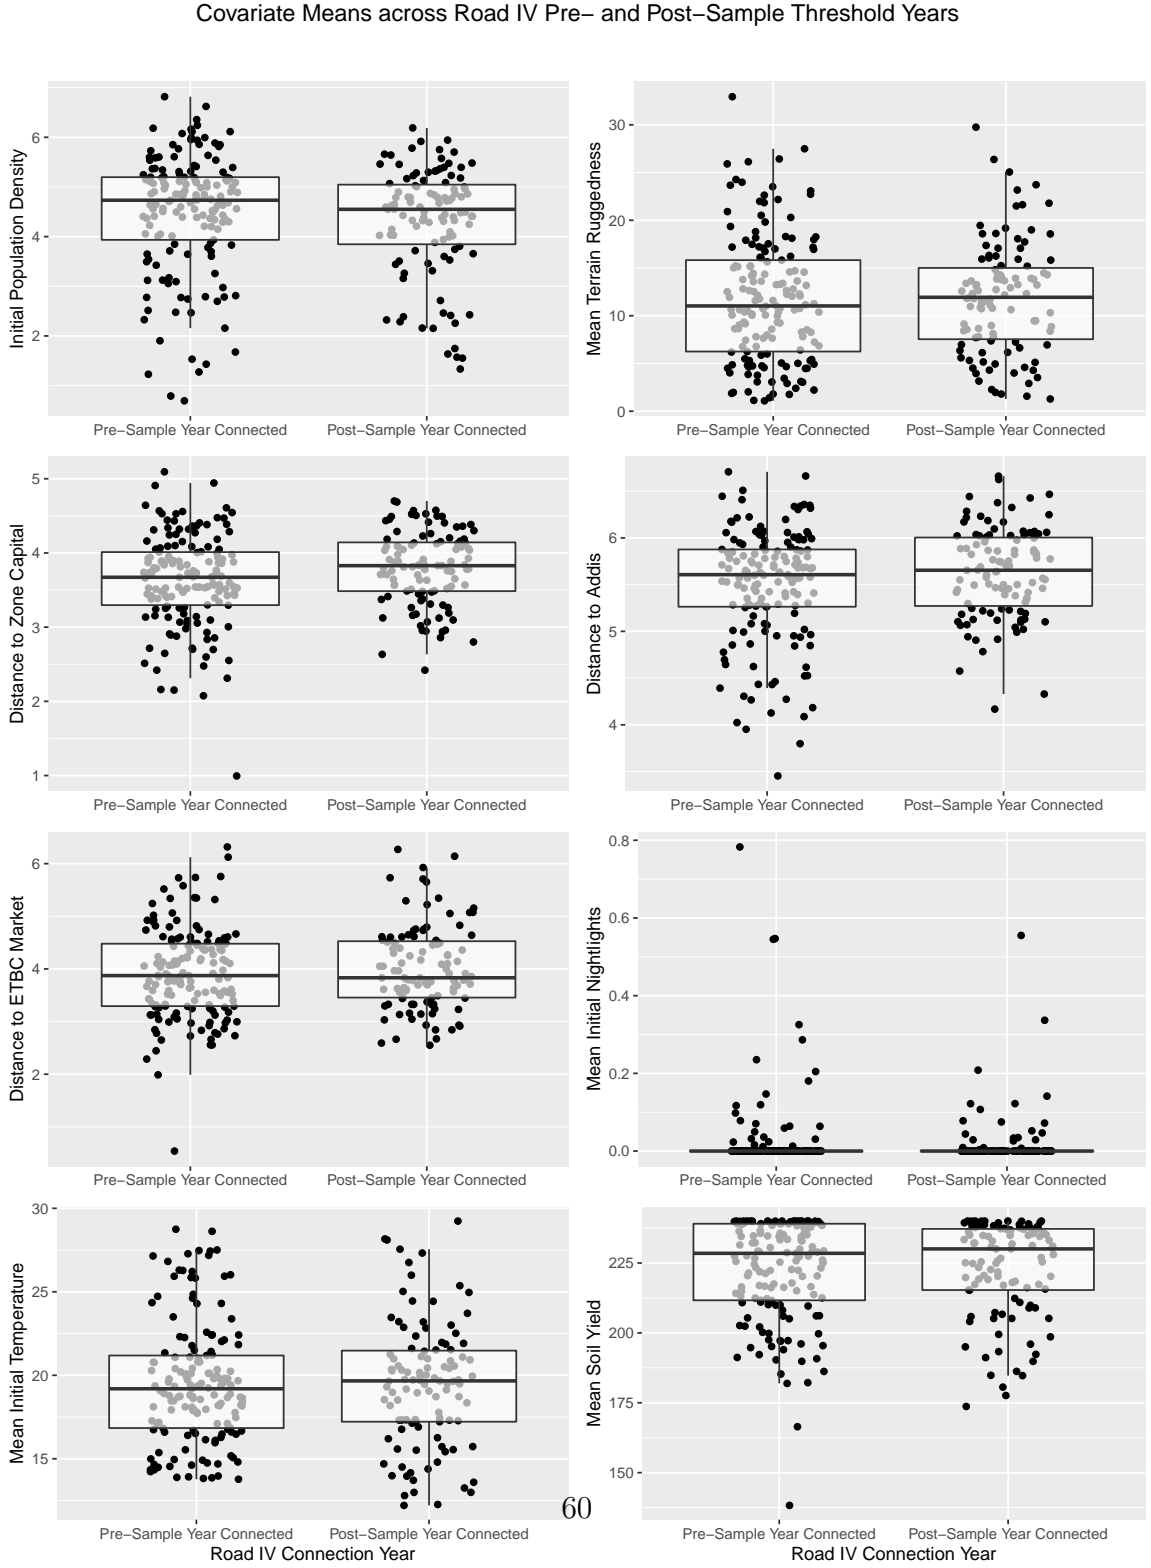 Covariate Means across Road IV Pre− and Post−Sample Threshold Years
Initial Population Density
6
4
2
Pre−Sample Year Connected
Post−Sample Year Connected
Mean Terrain Ruggedness
30
20
10
0
Pre−Sample Year Connected
Post−Sample Year Connected
Distance to Zone Capital
5
4
3
2
1
Pre−Sample Year Connected
Post−Sample Year Connected
Distance to Addis
6
5
4
Pre−Sample Year Connected
Post−Sample Year Connected
Distance to ETBC Market
6
4
2
Pre−Sample Year Connected
Post−Sample Year Connected
Mean Initial Nightlights
0.8
0.6
0.4
0.2
0.0
Pre−Sample Year Connected
Post−Sample Year Connected
Mean Initial Temperature
30
25
20
15
Pre−Sample Year Connected
Post−Sample Year Connected
Road IV Connection Year
Mean Soil Yield
225
200
175
150
Pre−Sample Year Connected
Post−Sample Year Connected
Road IV Connection Year
60